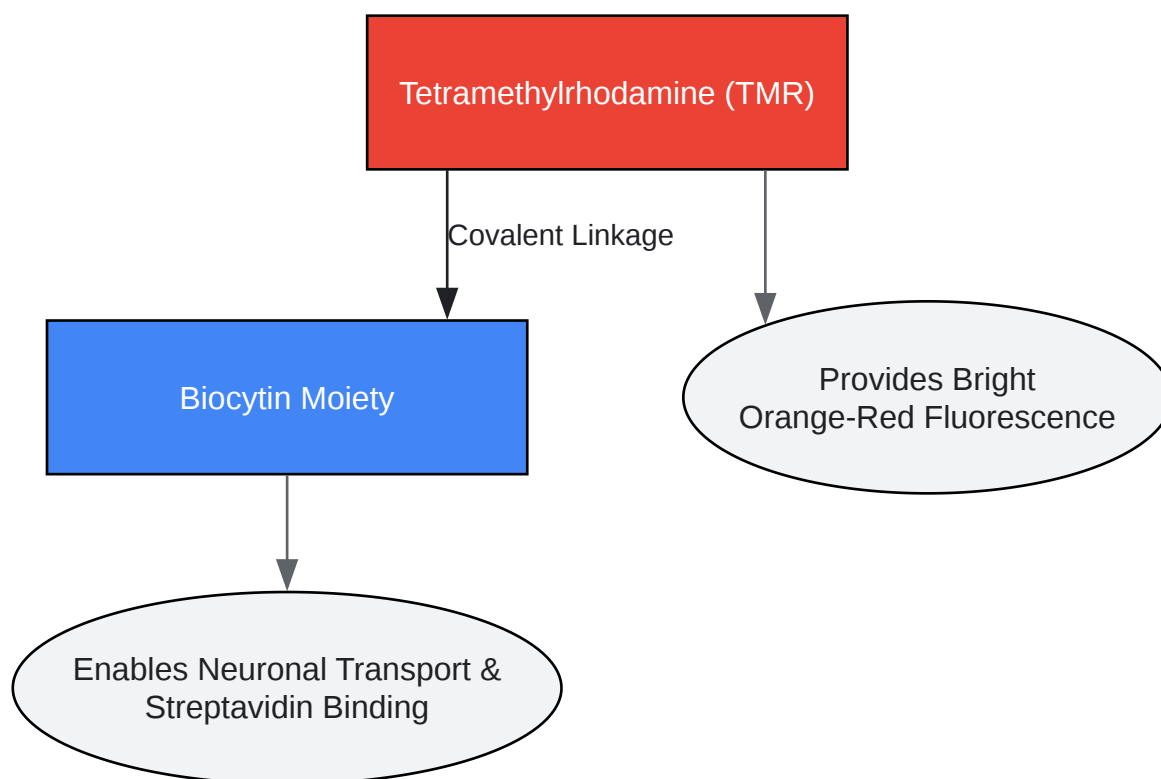 Tetramethylrhodamine (TMR)
Covalent Linkage
Biocytin Moiety
Provides Bright
Orange-Red Fluorescence
Enables Neuronal Transport &
Streptavidin Binding